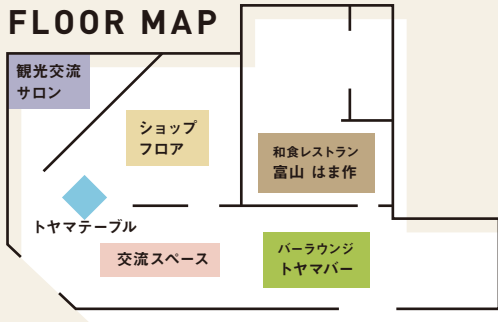 FLOOR MAP
観光交流
サロン
ショップ
フロア
和食レストラン
富山 はま作
トヤマテーブル
交流スペース
バーラウンジ
トヤマバー